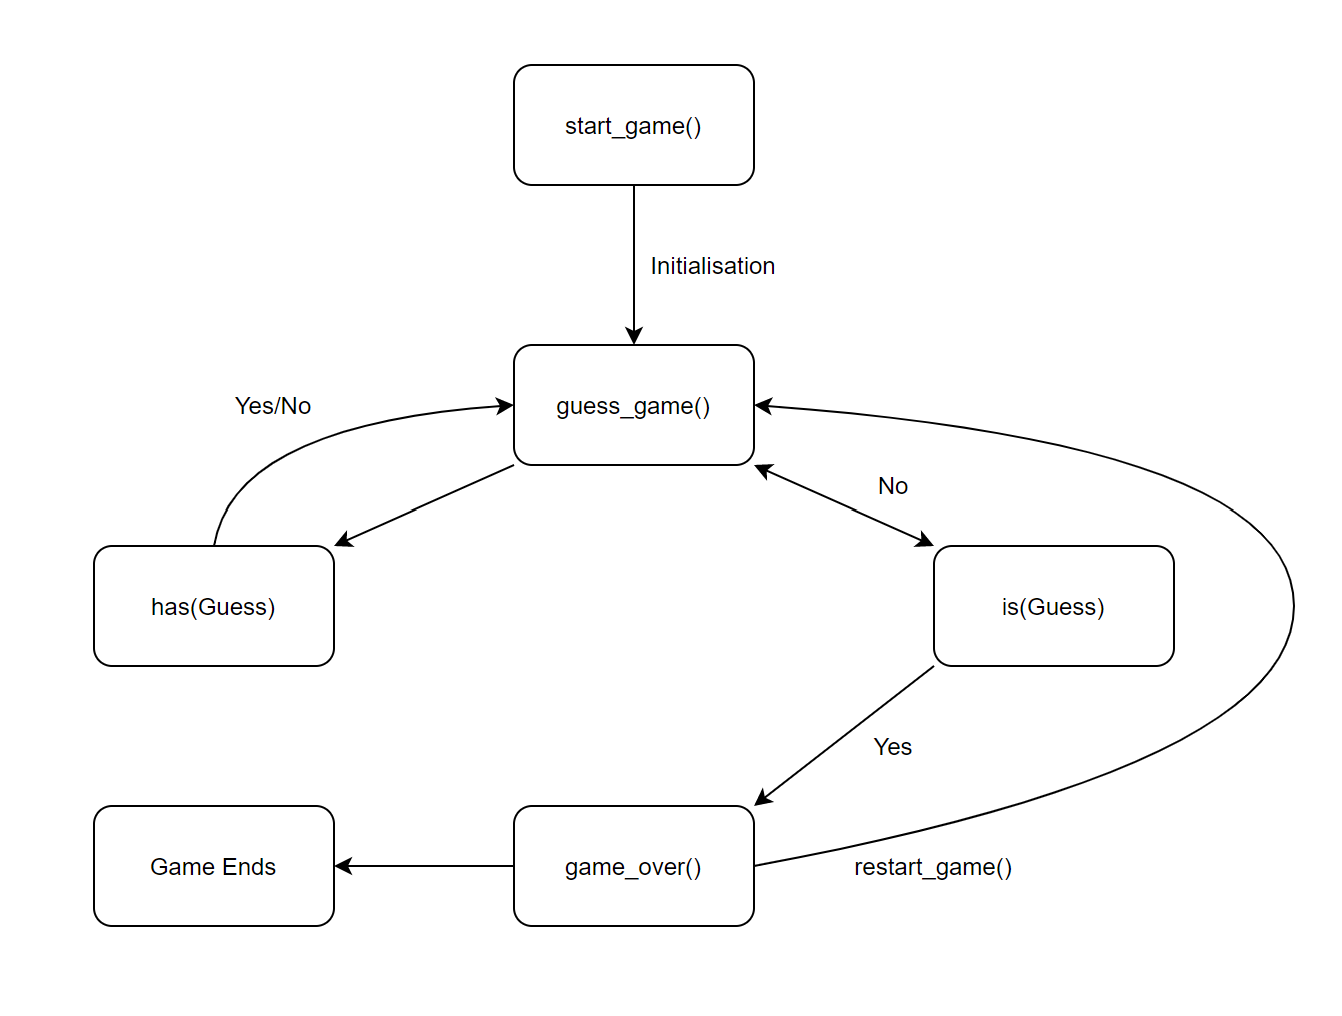 start_game()
Initialisation
guess_game()
Yes/No
No
has(Guess)
is(Guess)
Yes
Game Ends
game_over()
restart_game()